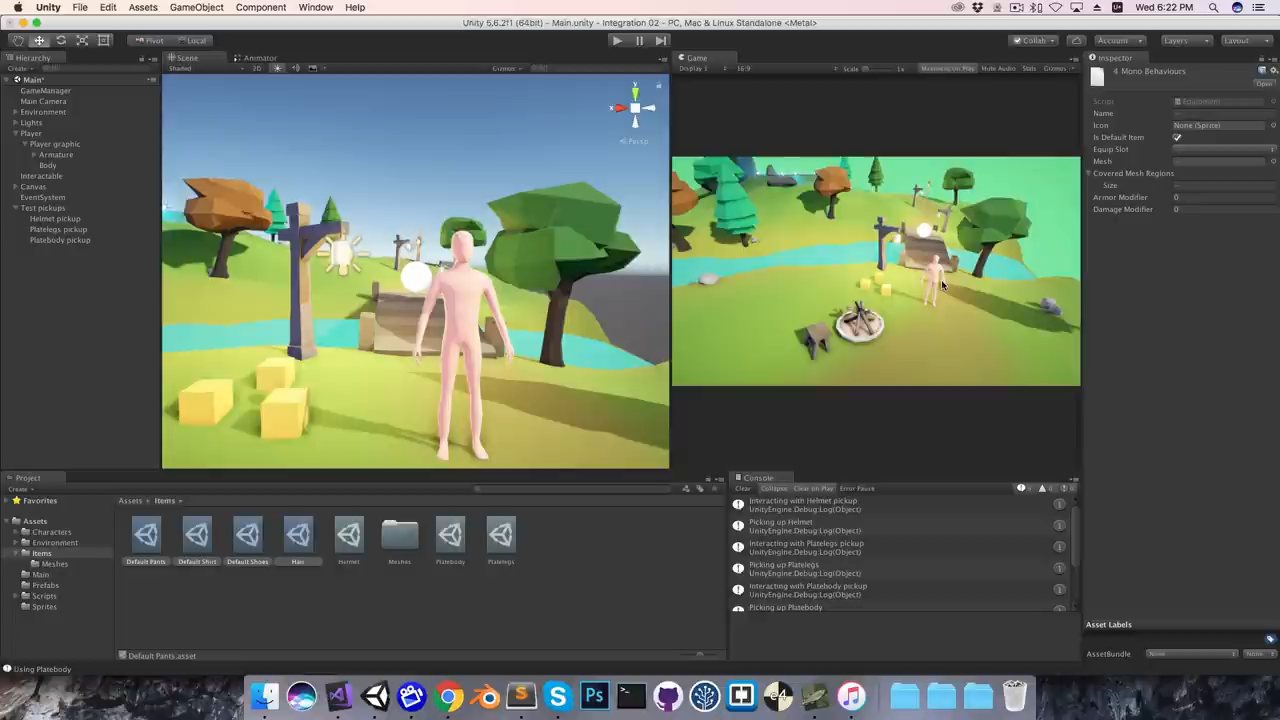 Unity File Edit Assets GameObject Component Window Help Wed 6:22 PM
Unity 5.6.2f1 (64bit) - Main.unity - Integration 02 - PC, Mac & Linux Standalone <Metal>
Pivot Local Collab Account Layers Layout
Hierarchy
Create
Main*
GameManager
Main Camera
Environment
Lights
Player
Player graphic
Armature
Body
Interactable
Canvas
EventSystem
Test pickups
Helmet pickup
Platelegs pickup
Platebody pickup
Scene Animator
Shaded 2D Gizmos
y
x
Persp
Game
Display 1 16:9 Scale 1x Maximize on Play Mute Audio Stats Gizmos
Inspector
4 Mono Behaviours
Open
Script Equipment
Name
Icon None (Sprite)
Is Default Item
Equip Slot
Mesh
Covered Mesh Regions
Size
Armor Modifier 0
Damage Modifier 0
Asset Labels
AssetBundle None None
Project
Create
Favorites
Assets
Characters
Environment
Items
Meshes
Main
Prefabs
Scripts
Sprites
Assets Items
Default Pants Default Shirt Default Shoes Hair Helmet Meshes Platebody Platelegs
Default Pants.asset
Console
Clear Collapse Clear on Play Error Pause
Interacting with Helmet pickup
UnityEngine.Debug:Log(Object)
Picking up Helmet
UnityEngine.Debug:Log(Object)
Interacting with Platelegs pickup
UnityEngine.Debug:Log(Object)
Picking up Platelegs
UnityEngine.Debug:Log(Object)
Interacting with Platebody pickup
UnityEngine.Debug:Log(Object)
Picking up Platebody
Using Platebody